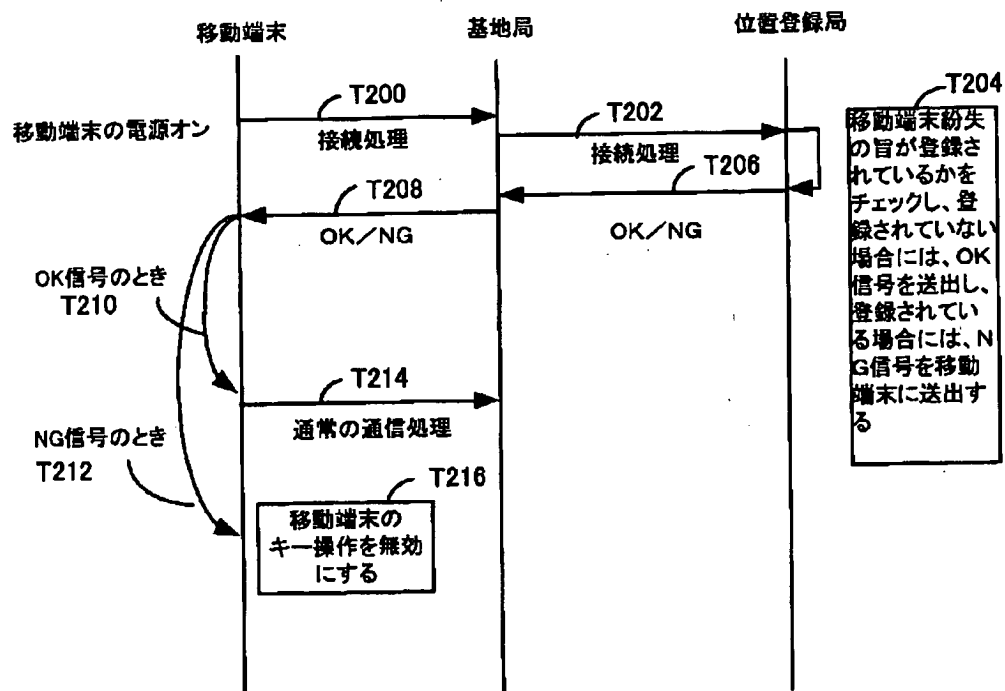 移動端末
基地局
位置登録局
T200
T202
T204
移動端末の電源オン
接続処理
接続処理
移動端末紛失
の旨が登録さ
れているかを
チェックし、登
録されていない
場合には、OK
信号を送出し、
登録されてい
る場合には、N
G信号を移動
端末に送出す
る
T208
T206
OK／NG
OK／NG
OK信号のとき
T210
T214
通常の通信処理
NG信号のとき
T212
T216
移動端末の
キー操作を無効
にする